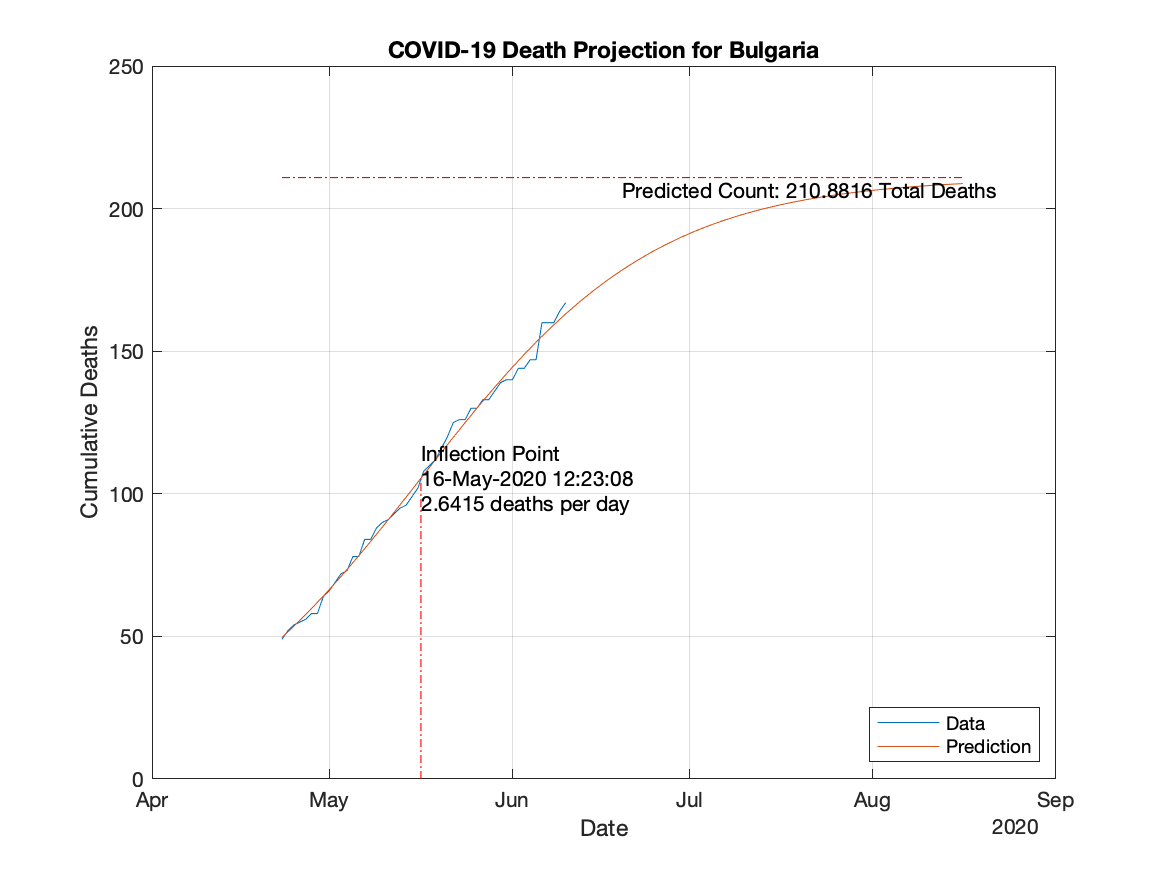 COVID-19 Death Projection for Bulgaria
250
200
150
100
50
0
Cumulative Deaths
Predicted Count: 210.8816 Total Deaths
Inflection Point
16-May-2020 12:23:08
2.6415 deaths per day
Data
Prediction
Apr May Jun Jul Aug Sep
Date
2020